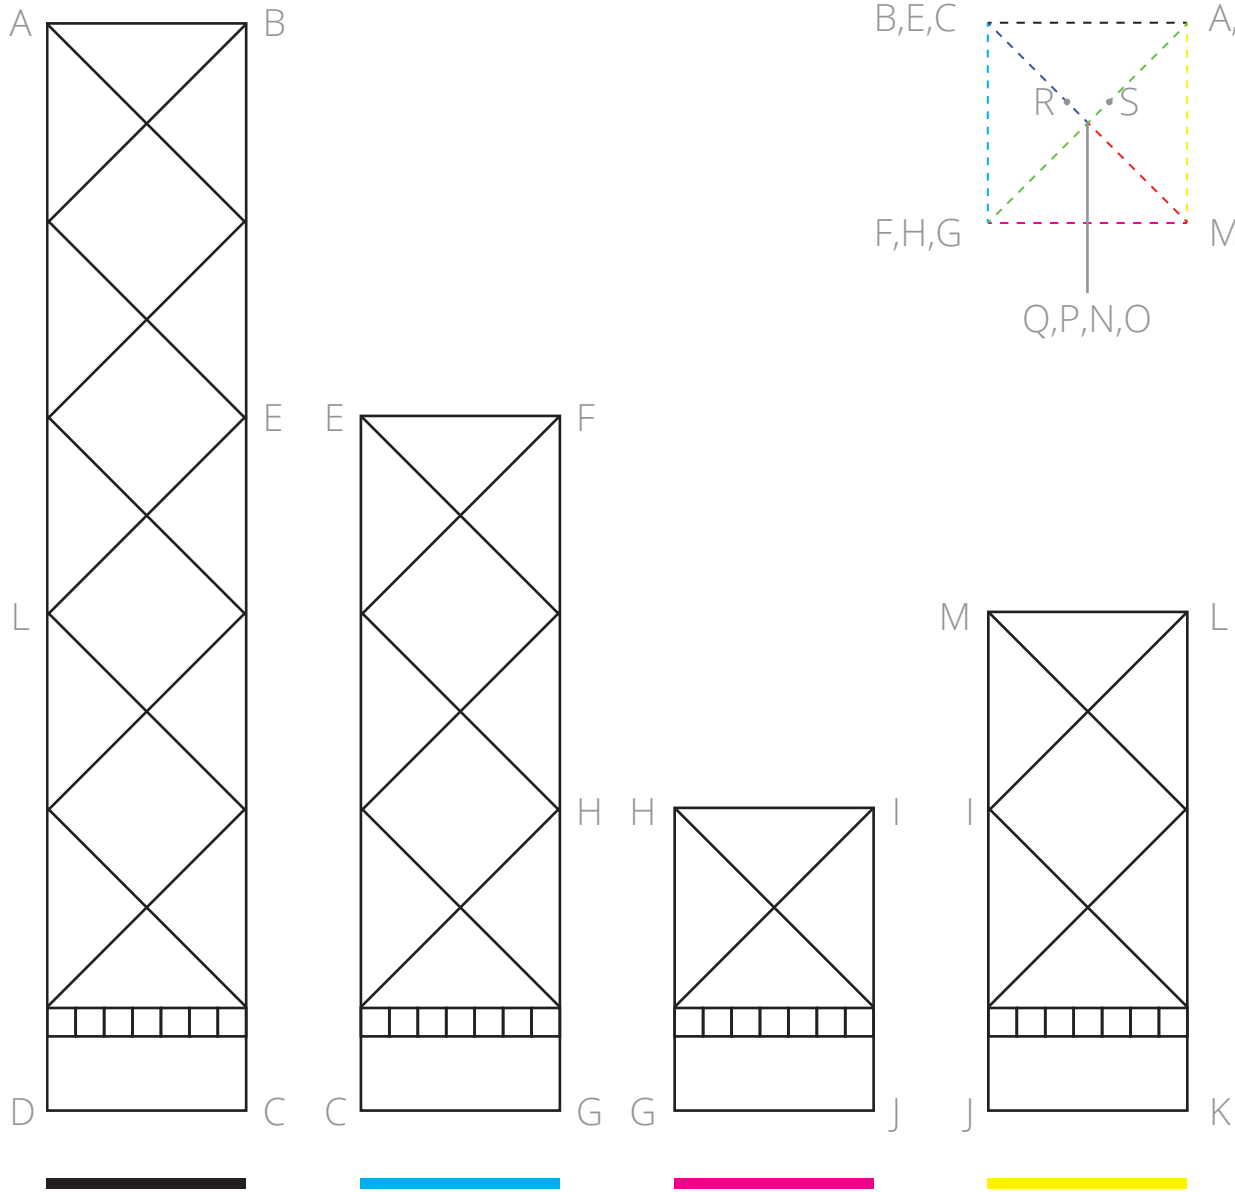 A B
B,E,C A,
R S
F,H,G M
Q,P,N,O
E E F
L M L
H H I I
D C C G G J J K